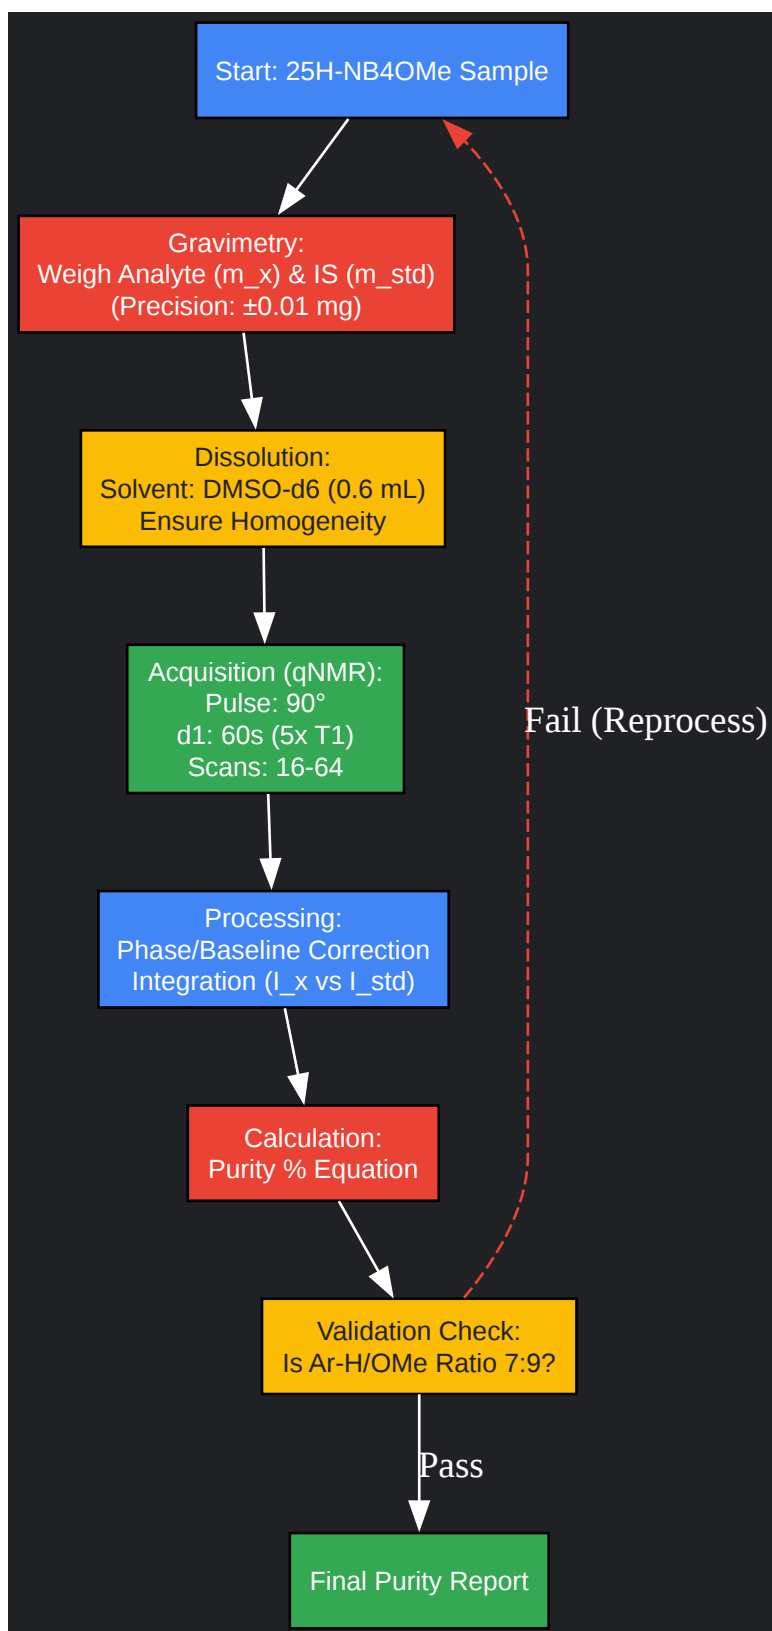 Start: 25H-NB4OMe Sample
Gravimetry:
Weigh Analyte (m_x) & IS (m_std)
(Precision: ±0.01 mg)
Dissolution:
Solvent: DMSO-d6 (0.6 mL)
Ensure Homogeneity
Acquisition (qNMR):
Pulse: 90°
d1: 60s (5x T1)
Scans: 16-64
Fail (Reprocess)
Processing:
Phase/Baseline Correction
Integration (I_x vs I_std)
Calculation:
Purity % Equation
Validation Check:
Is Ar-H/OMe Ratio 7:9?
Pass
Final Purity Report